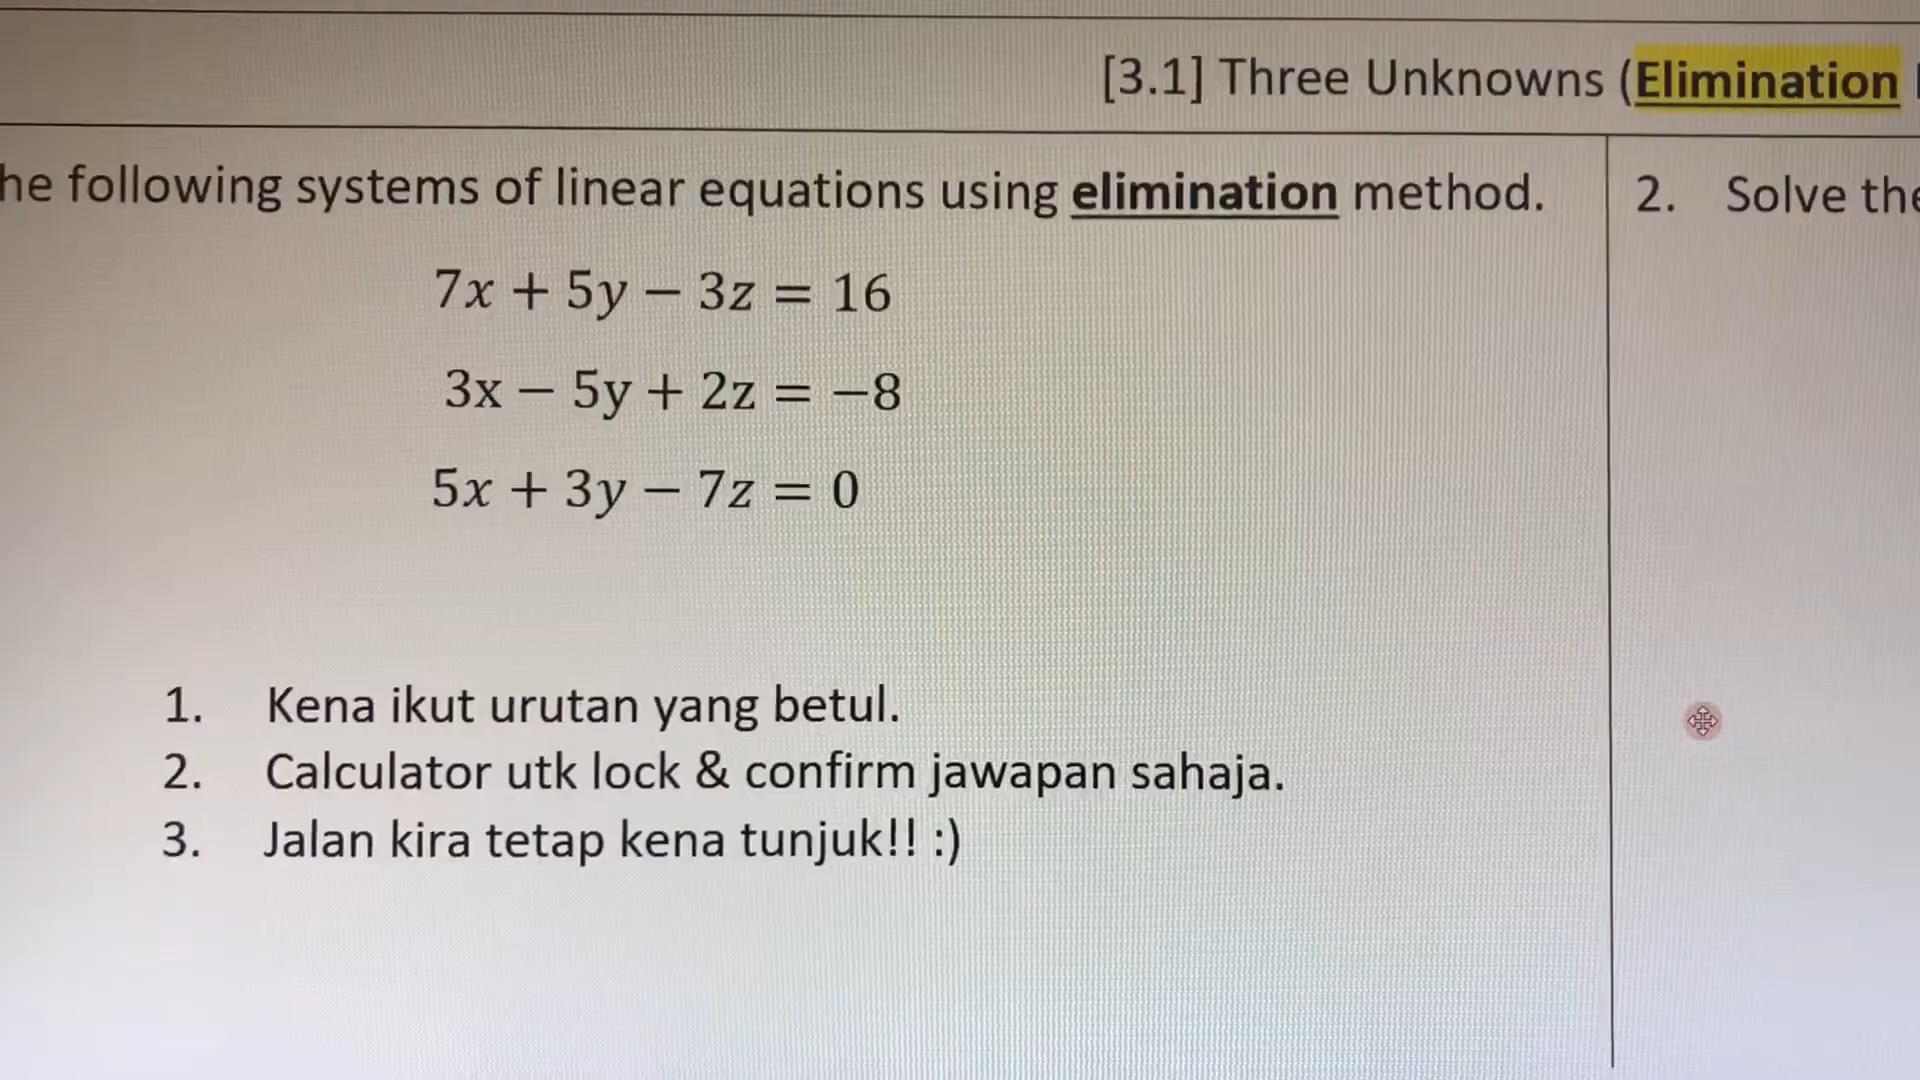 [3.1] Three Unknowns (Elimination
he following systems of linear equations using elimination method.
7x + 5y − 3z = 16
3x − 5y + 2z = −8
5x + 3y − 7z = 0
1. Kena ikut urutan yang betul.
2. Calculator utk lock & confirm jawapan sahaja.
3. Jalan kira tetap kena tunjuk!! :)
2. Solve the